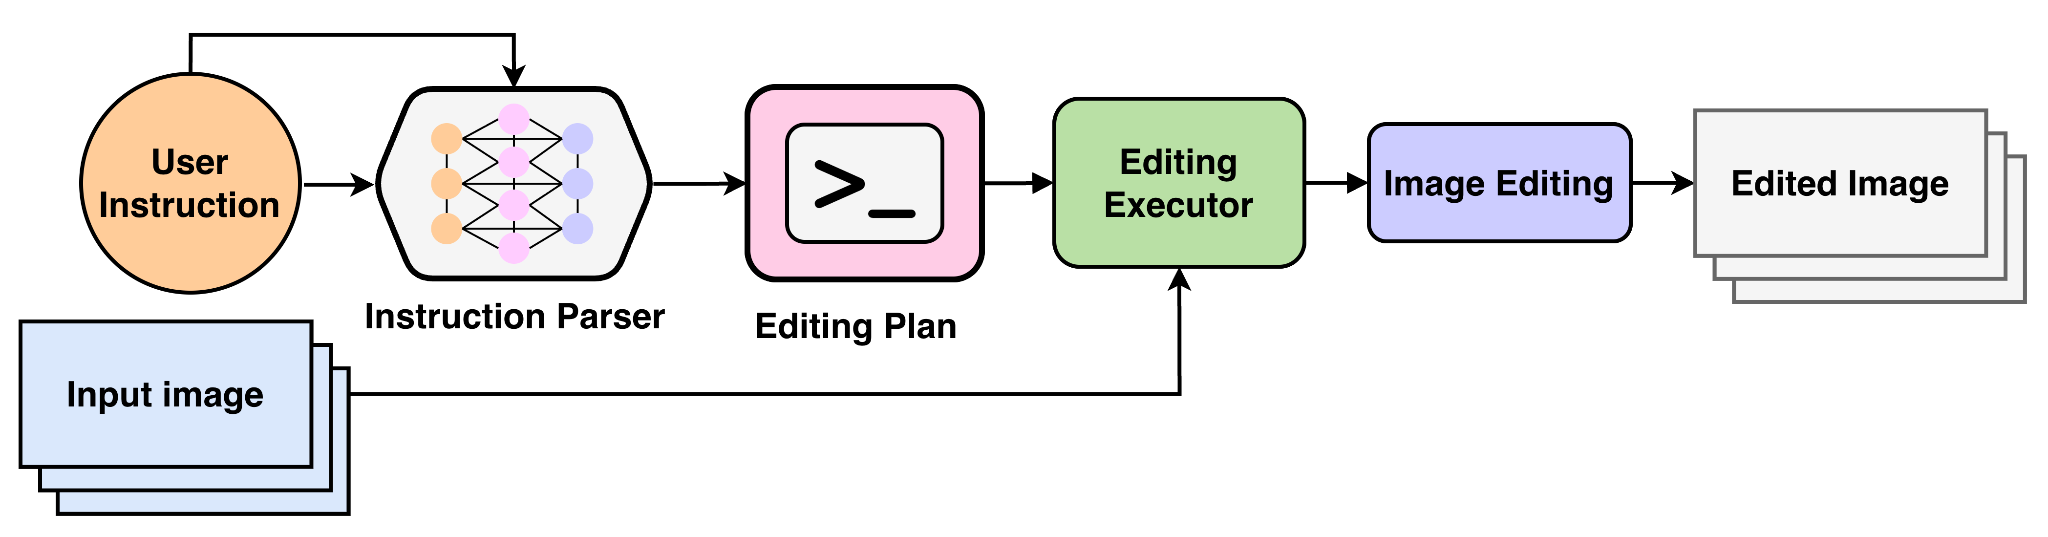 User
Instruction
Instruction Parser
>_
Editing Plan
Editing
Executor
Image Editing
Edited Image
Input image